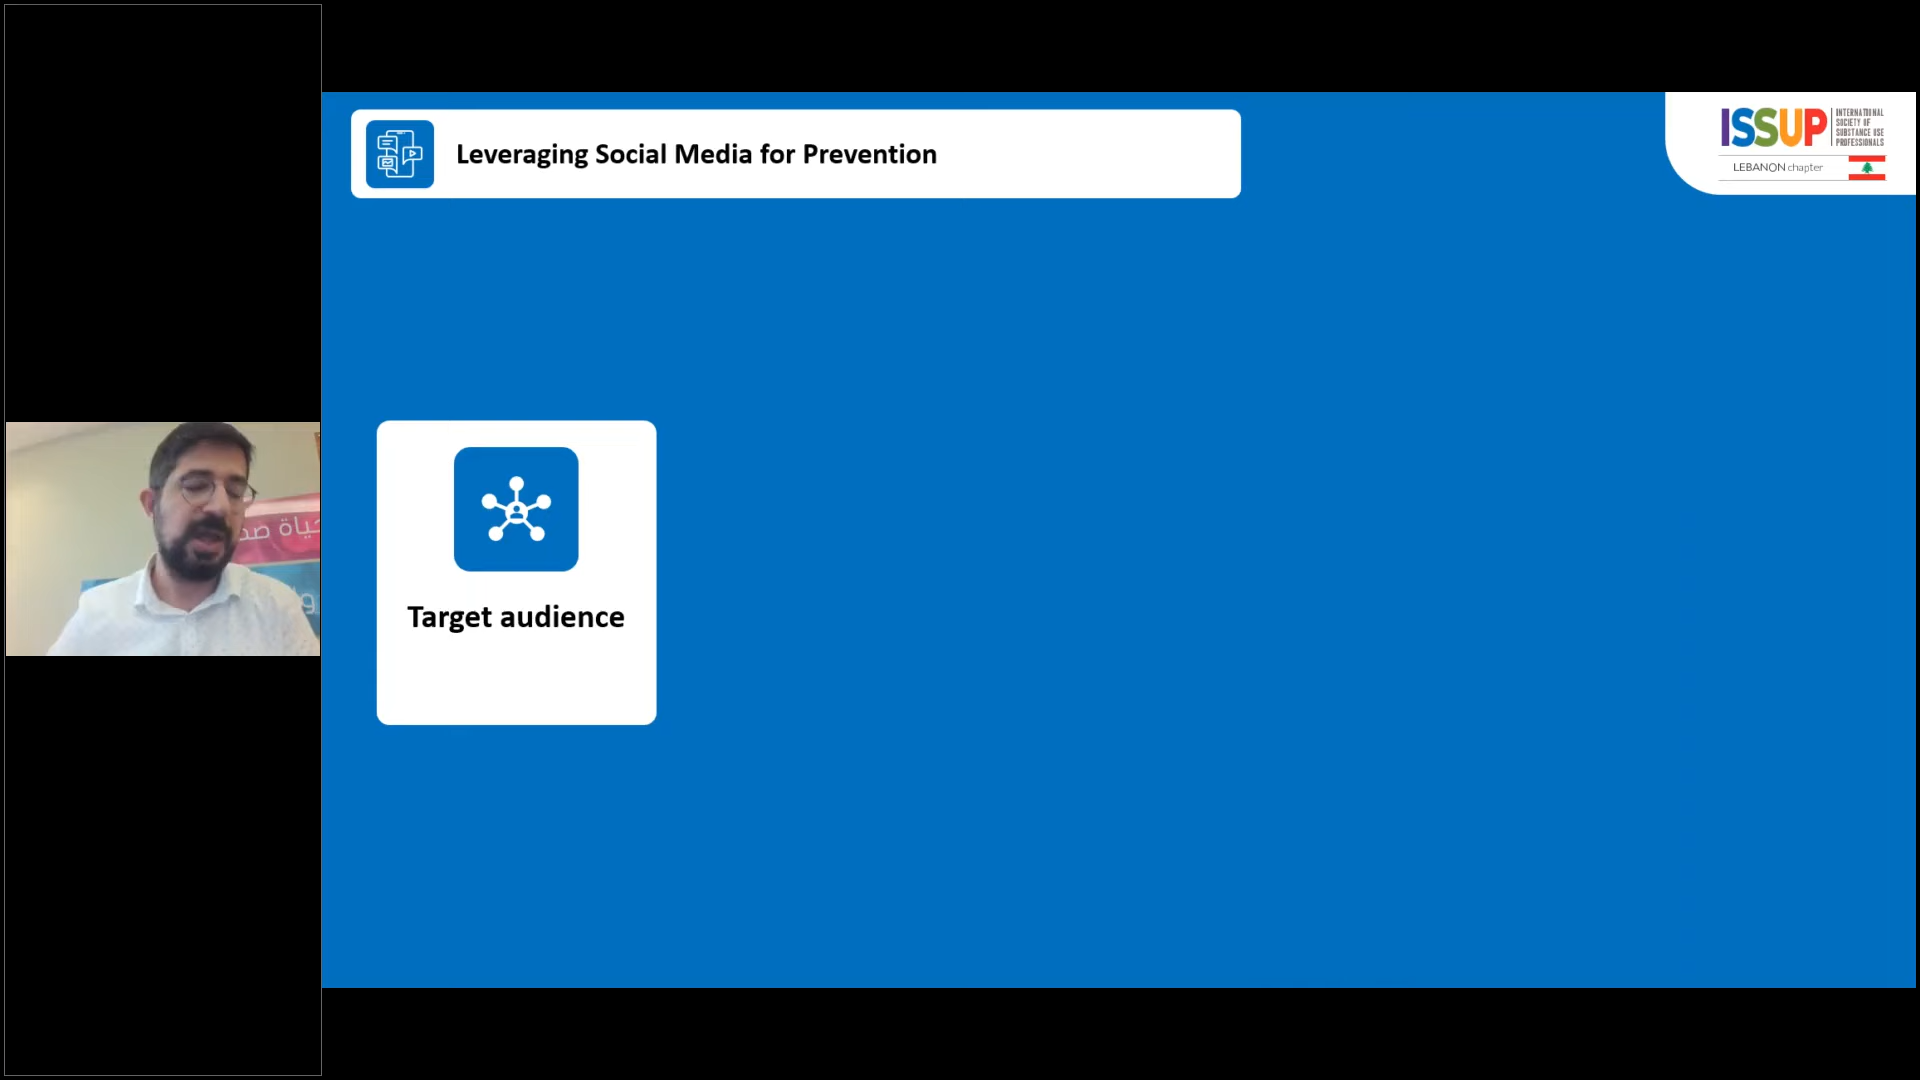 Leveraging Social Media for Prevention
ISSUP
INTERNATIONAL
SOCIETY OF
SUBSTANCE USE
PROFESSIONALS
LEBANON chapter
Target audience